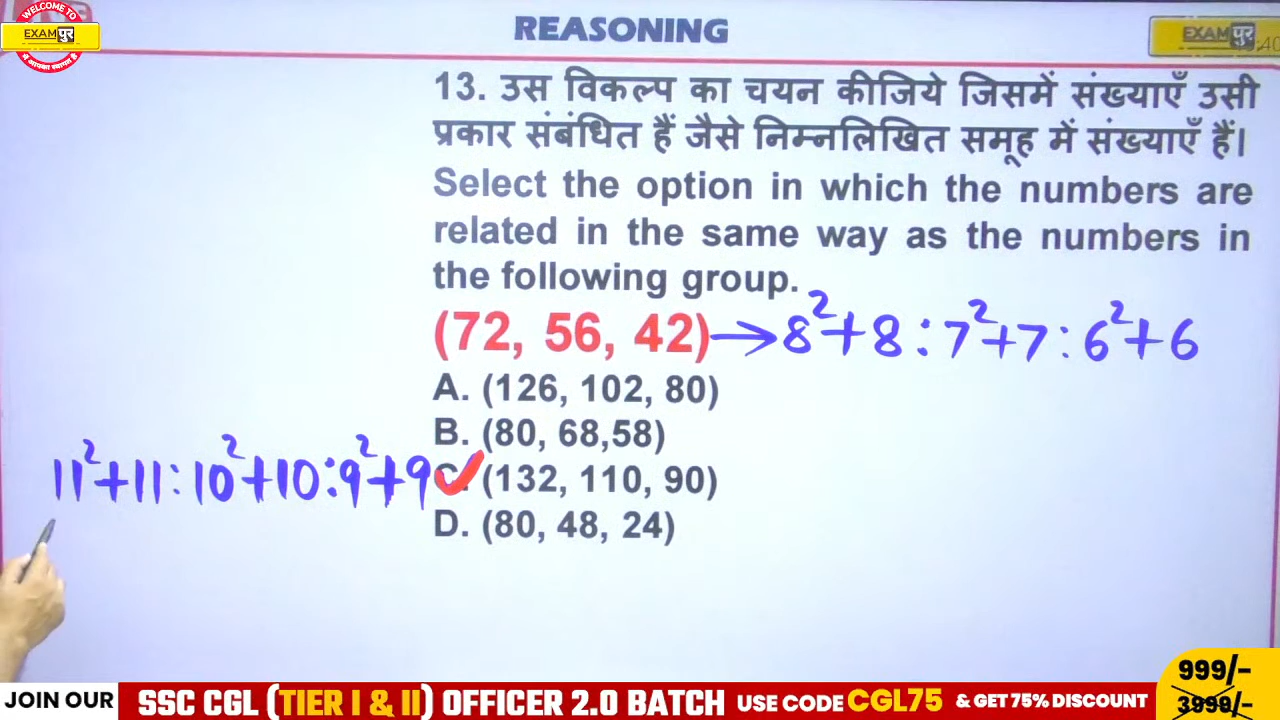 WELCOME TO
EXAMपुर
में आपका स्वागत है
REASONING
EXAMपुर
13. उस विकल्प का चयन कीजिये जिसमें संख्याएँ उसी
प्रकार संबंधित हैं जैसे निम्नलिखित समूह में संख्याएँ हैं।
Select the option in which the numbers are
related in the same way as the numbers in
the following group.
(72, 56, 42) → 8²+8 : 7²+7 : 6²+6
A. (126, 102, 80)
B. (80, 68,58)
11²+11 : 10²+10 : 9²+9 C. (132, 110, 90)
D. (80, 48, 24)
JOIN OUR SSC CGL (TIER I & II) OFFICER 2.0 BATCH USE CODE CGL75 & GET 75% DISCOUNT
999/-
3999/-